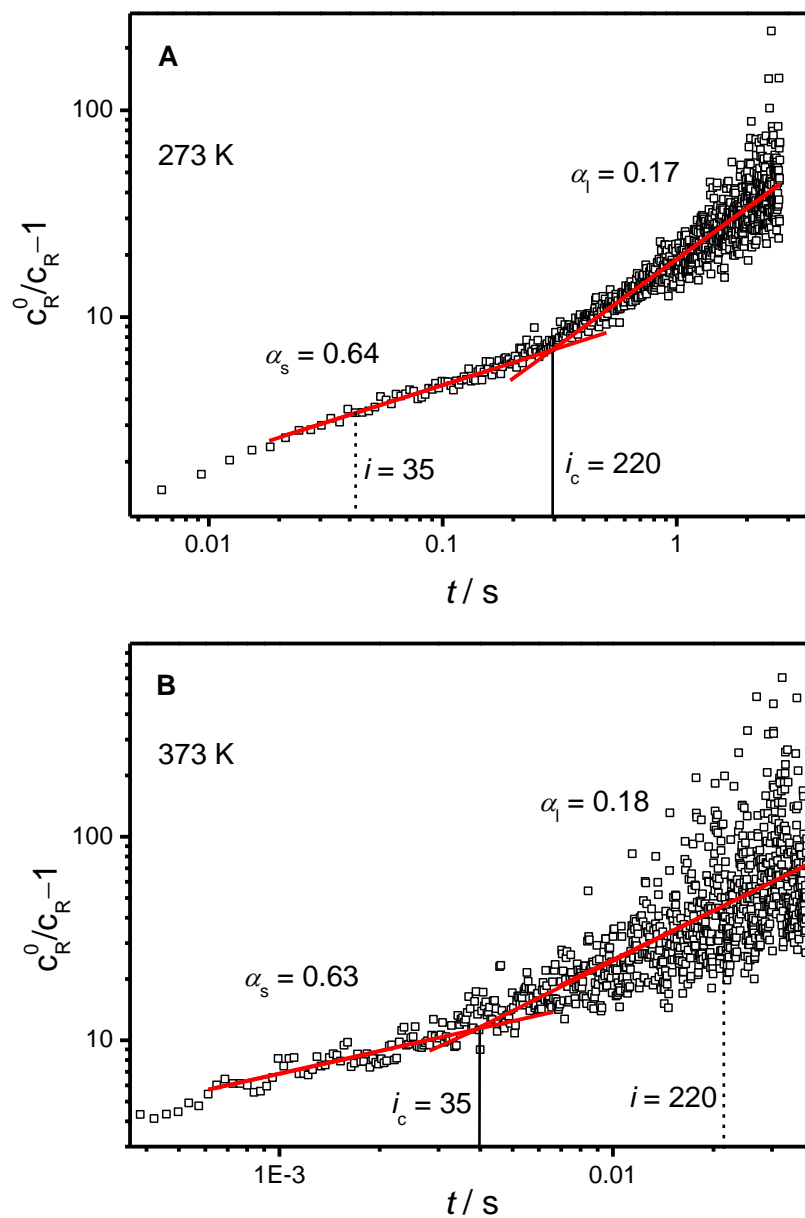 A
273 K
100
α_l = 0.17
c_R^0/c_R−1
10
α_s = 0.64
i = 35
i_c = 220
0.01 0.1 1
t / s
B
373 K
α_l = 0.18
100
c_R^0/c_R−1
α_s = 0.63
10
i_c = 35
i = 220
1E-3 0.01
t / s